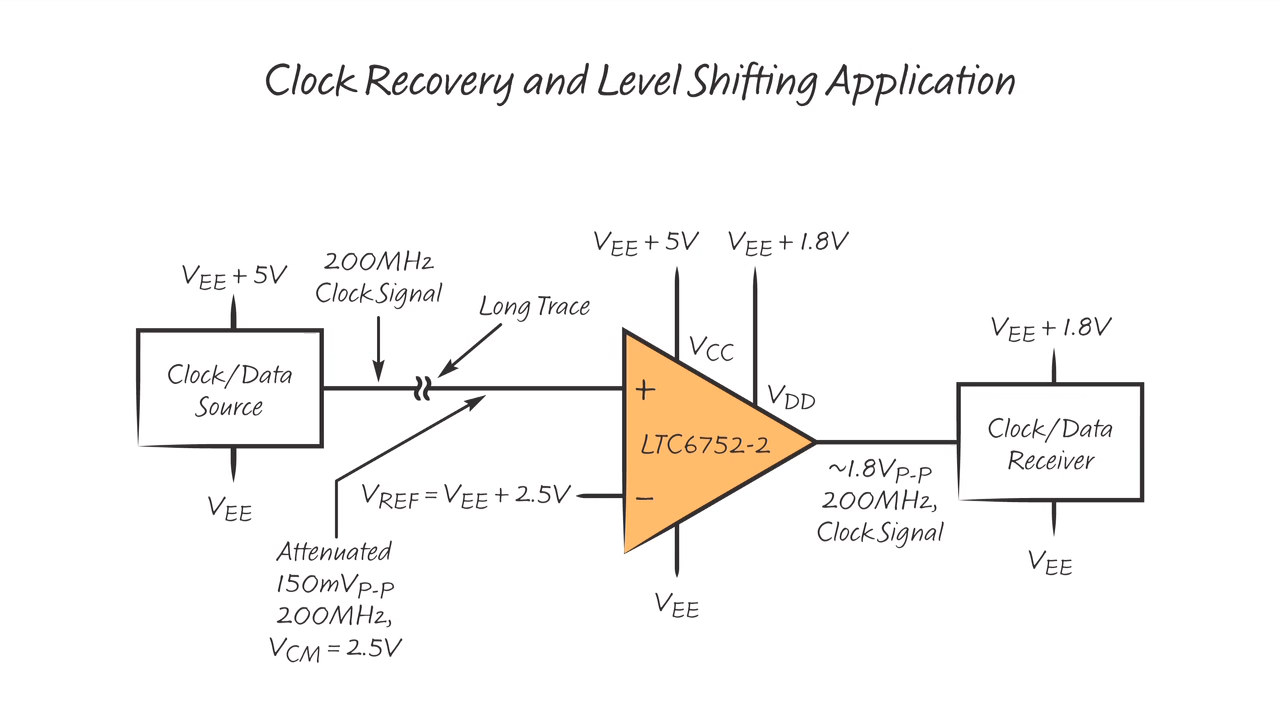 Clock Recovery and Level Shifting Application
VEE + 5V
200MHz
Clock Signal
Long Trace
VEE + 5V
VEE + 1.8V
VEE + 1.8V
Clock/Data
Source
VEE
VCC
VDD
+
LTC6752-2
−
VREF = VEE + 2.5V
VEE
Attenuated
150mVP-P
200MHz,
VCM = 2.5V
~1.8VP-P
200MHz,
Clock Signal
Clock/Data
Receiver
VEE